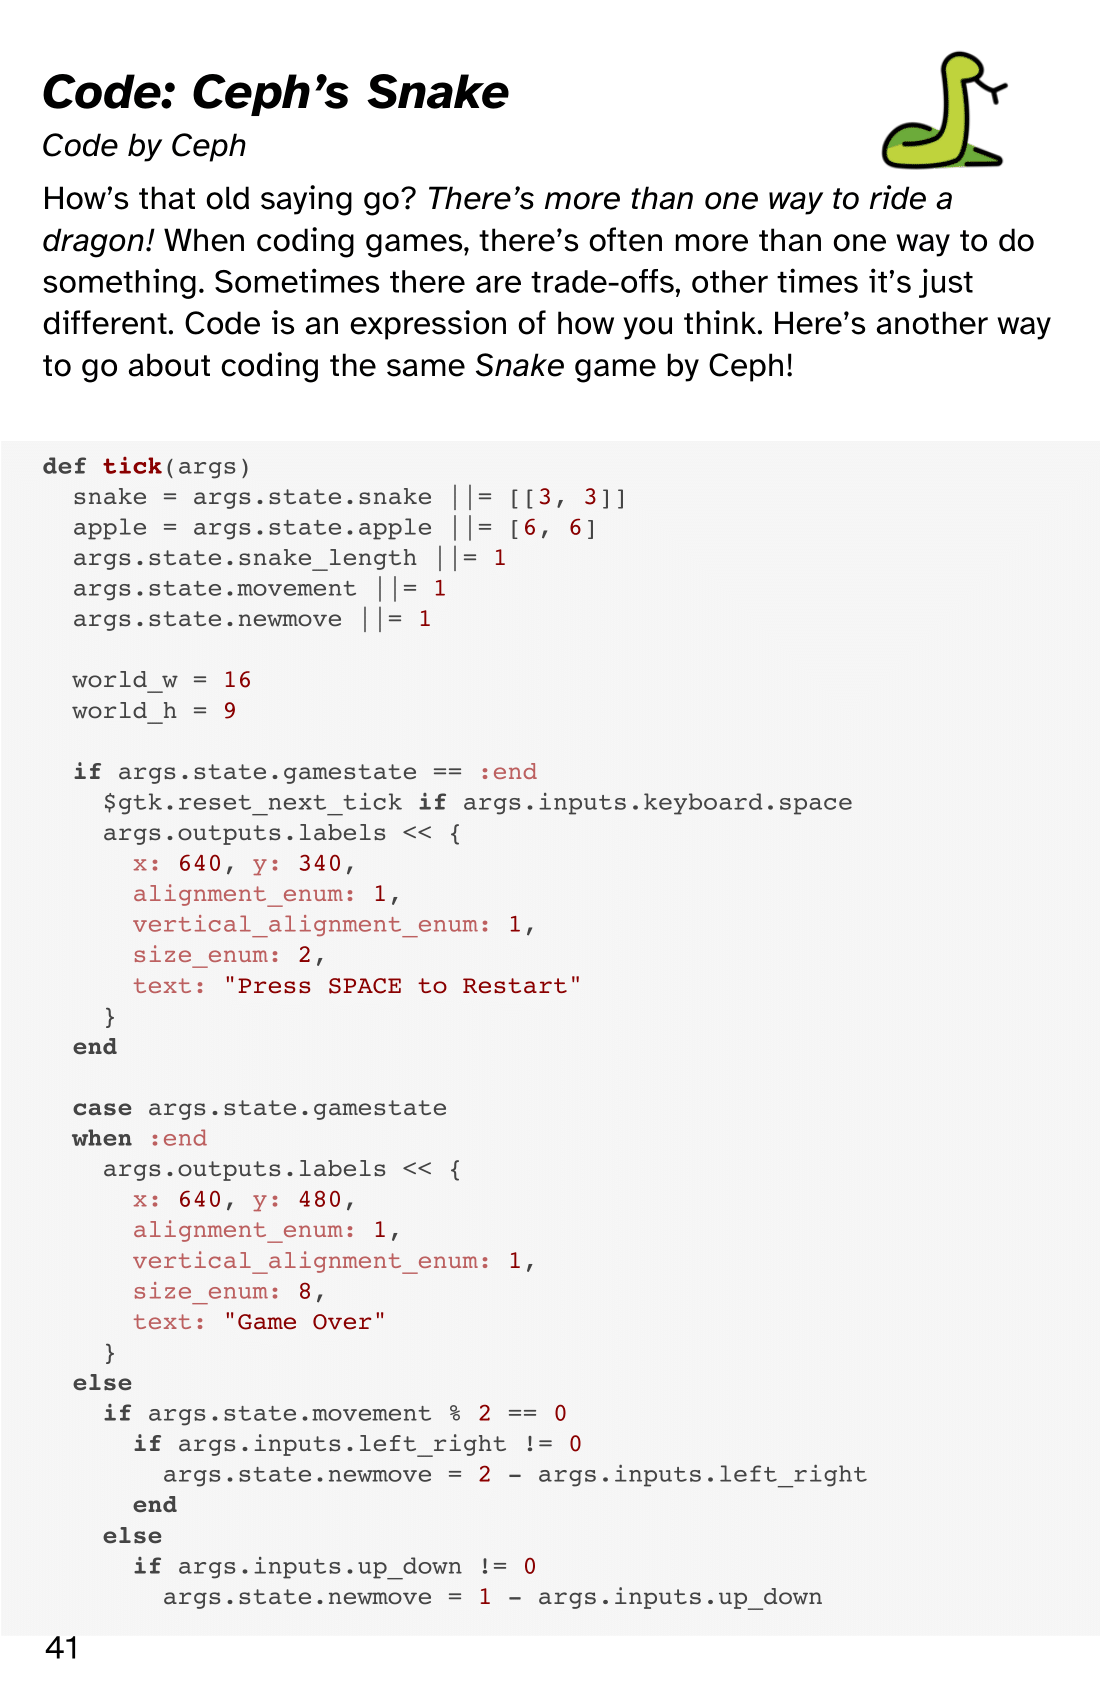 Code: Ceph’s Snake
Code by Ceph
How’s that old saying go? There’s more than one way to ride a
dragon! When coding games, there’s often more than one way to do
something. Sometimes there are trade-offs, other times it’s just
different. Code is an expression of how you think. Here’s another way
to go about coding the same Snake game by Ceph!
def tick(args)
  snake = args.state.snake ||= [[3, 3]]
  apple = args.state.apple ||= [6, 6]
  args.state.snake_length ||= 1
  args.state.movement ||= 1
  args.state.newmove ||= 1

  world_w = 16
  world_h = 9

  if args.state.gamestate == :end
    $gtk.reset_next_tick if args.inputs.keyboard.space
    args.outputs.labels << {
      x: 640, y: 340,
      alignment_enum: 1,
      vertical_alignment_enum: 1,
      size_enum: 2,
      text: "Press SPACE to Restart"
    }
  end

  case args.state.gamestate
  when :end
    args.outputs.labels << {
      x: 640, y: 480,
      alignment_enum: 1,
      vertical_alignment_enum: 1,
      size_enum: 8,
      text: "Game Over"
    }
  else
    if args.state.movement % 2 == 0
      if args.inputs.left_right != 0
        args.state.newmove = 2 - args.inputs.left_right
      end
    else
      if args.inputs.up_down != 0
        args.state.newmove = 1 - args.inputs.up_down
41